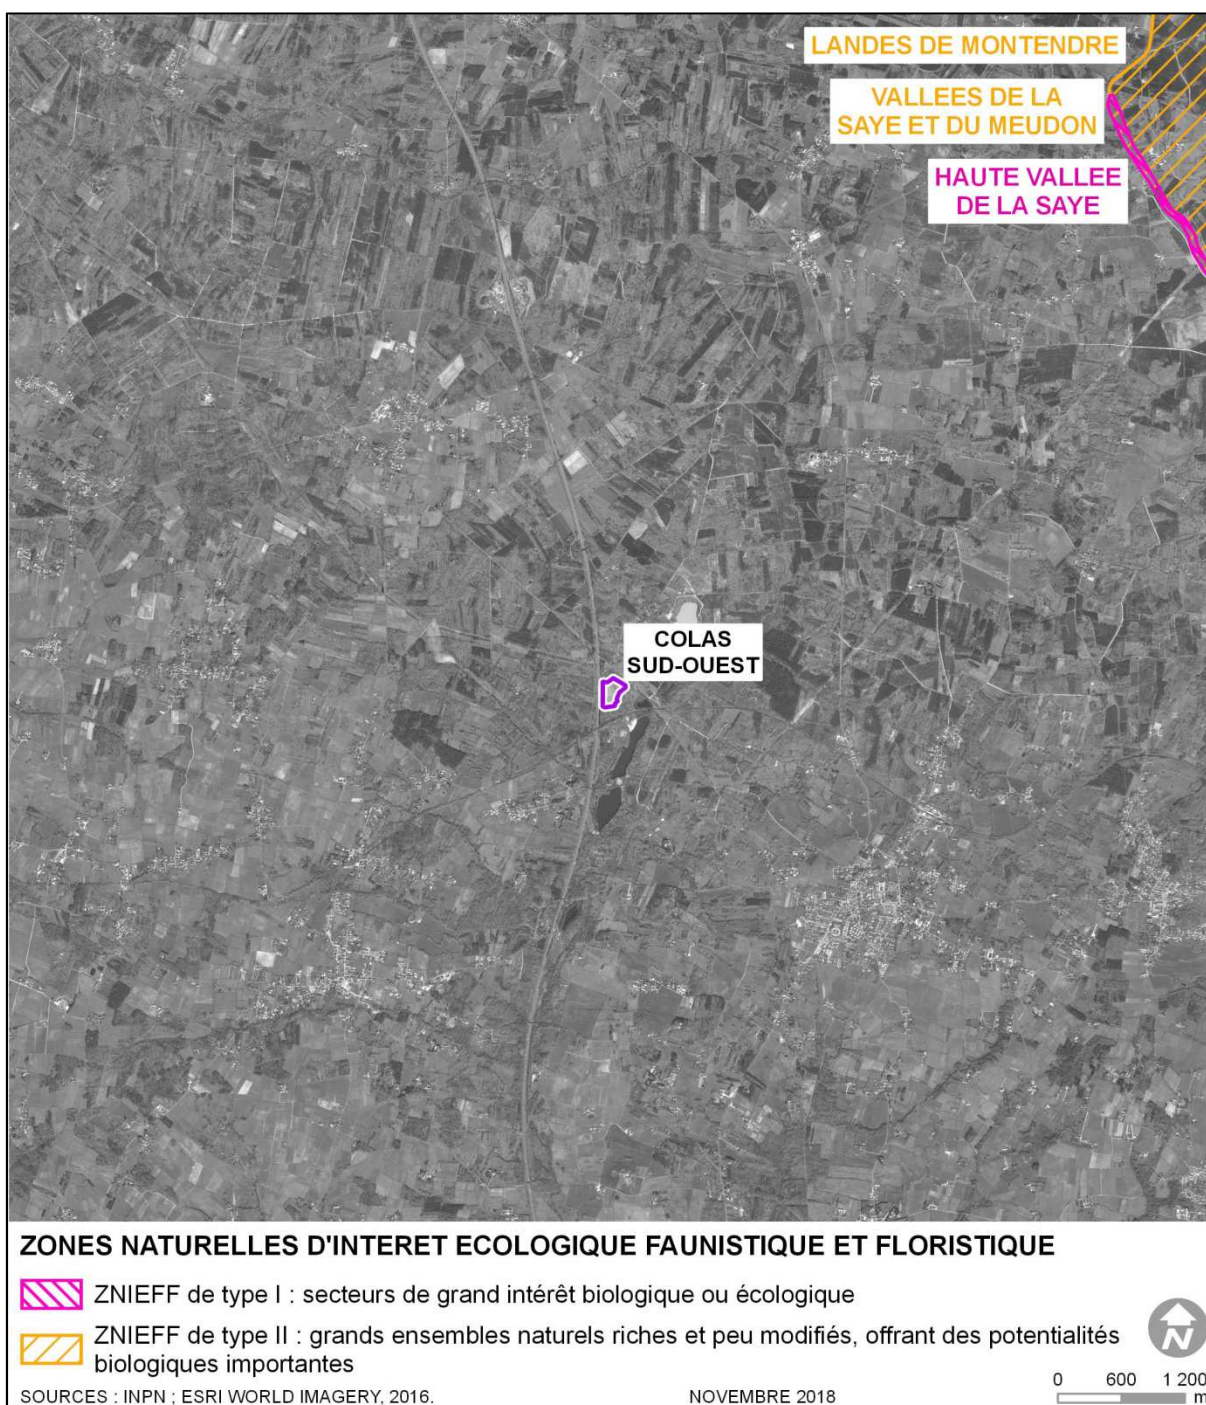 LANDES DE MONTENDRE
VALLEES DE LA
SAYE ET DU MEUDON
HAUTE VALLEE
DE LA SAYE
COLAS
SUD-OUEST
ZONES NATURELLES D'INTERET ECOLOGIQUE FAUNISTIQUE ET FLORISTIQUE
ZNIEFF de type I : secteurs de grand intérêt biologique ou écologique
ZNIEFF de type II : grands ensembles naturels riches et peu modifiés, offrant des potentialités
biologiques importantes
N
SOURCES : INPN ; ESRI WORLD IMAGERY, 2016.
NOVEMBRE 2018
0 600 1 200
m